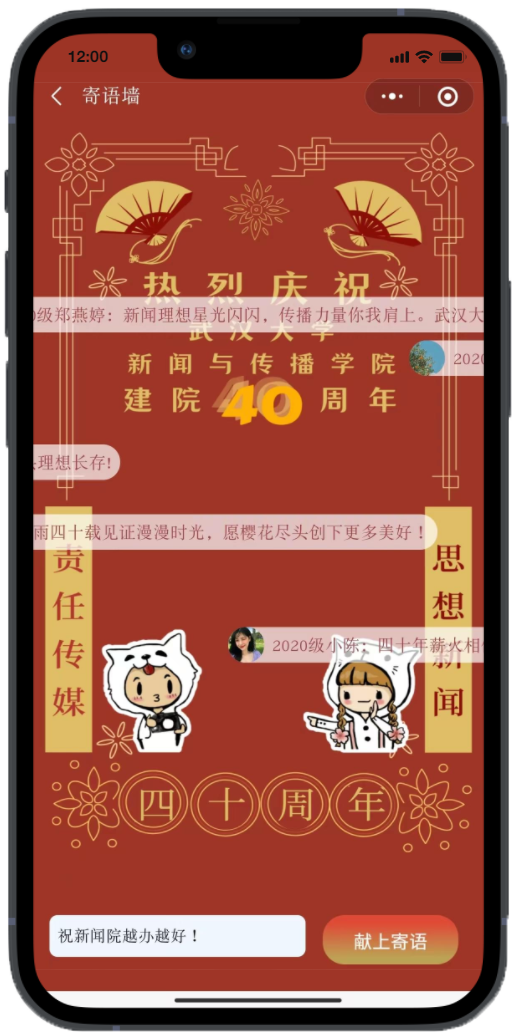 12:00
寄语墙
热烈庆祝
级郑燕婷：新闻理想星光闪闪，传播力量你我肩上。武汉大
武汉大学
2020
新闻与传播学院
建院40周年
理想长存!
雨四十载见证漫漫时光，愿樱花尽头创下更多美好！
责任传媒
思想新闻
2020级小陈：四十年薪火相
四十周年
祝新闻院越办越好！
献上寄语